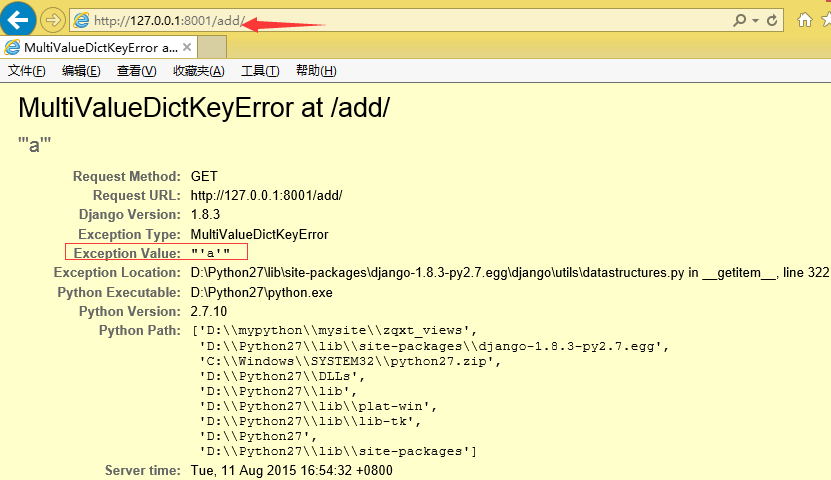 http://127.0.0.1:8001/add/
MultiValueDictKeyError a...
文件(F) 编辑(E) 查看(V) 收藏夹(A) 工具(T) 帮助(H)
MultiValueDictKeyError at /add/
"'a'"
Request Method: GET
Request URL: http://127.0.0.1:8001/add/
Django Version: 1.8.3
Exception Type: MultiValueDictKeyError
Exception Value: "'a'"
Exception Location: D:\Python27\lib\site-packages\django-1.8.3-py2.7.egg\django\utils\datastructures.py in __getitem__, line 322
Python Executable: D:\Python27\python.exe
Python Version: 2.7.10
Python Path: ['D:\\mypython\\mysite\\zqxt_views',
'D:\\Python27\\lib\\site-packages\\django-1.8.3-py2.7.egg',
'C:\\Windows\\SYSTEM32\\python27.zip',
'D:\\Python27\\DLLs',
'D:\\Python27\\lib',
'D:\\Python27\\lib\\plat-win',
'D:\\Python27\\lib\\lib-tk',
'D:\\Python27',
'D:\\Python27\\lib\\site-packages']
Server time: Tue, 11 Aug 2015 16:54:32 +0800